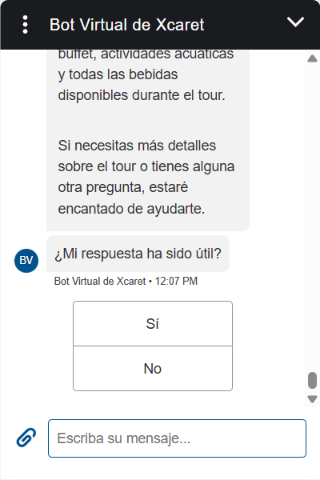 Bot Virtual de Xcaret
buffet, actividades acuáticas
y todas las bebidas
disponibles durante el tour.
Si necesitas más detalles
sobre el tour o tienes alguna
otra pregunta, estaré
encantado de ayudarte.
¿Mi respuesta ha sido útil?
BV
Bot Virtual de Xcaret • 12:07 PM
Sí
No
Escriba su mensaje...